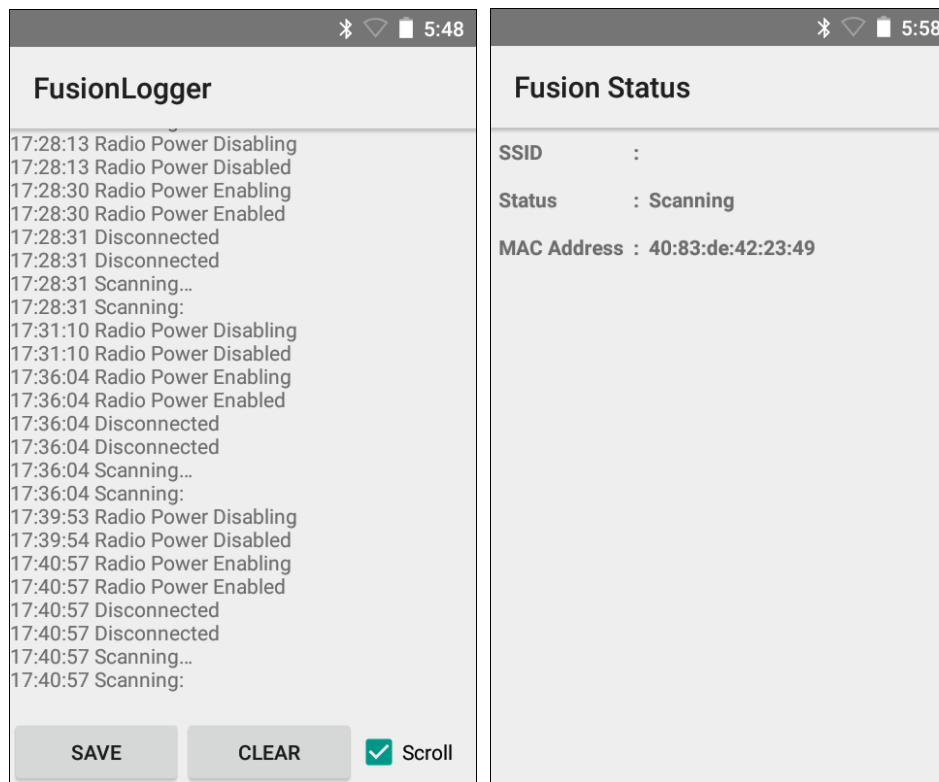 5:48
FusionLogger
17:28:13 Radio Power Disabling
17:28:13 Radio Power Disabled
17:28:30 Radio Power Enabling
17:28:30 Radio Power Enabled
17:28:31 Disconnected
17:28:31 Disconnected
17:28:31 Scanning...
17:28:31 Scanning:
17:31:10 Radio Power Disabling
17:31:10 Radio Power Disabled
17:36:04 Radio Power Enabling
17:36:04 Radio Power Enabled
17:36:04 Disconnected
17:36:04 Disconnected
17:36:04 Scanning...
17:36:04 Scanning:
17:39:53 Radio Power Disabling
17:39:54 Radio Power Disabled
17:40:57 Radio Power Enabling
17:40:57 Radio Power Enabled
17:40:57 Disconnected
17:40:57 Disconnected
17:40:57 Scanning...
17:40:57 Scanning:
SAVE CLEAR Scroll
5:58
Fusion Status
SSID :
Status : Scanning
MAC Address : 40:83:de:42:23:49